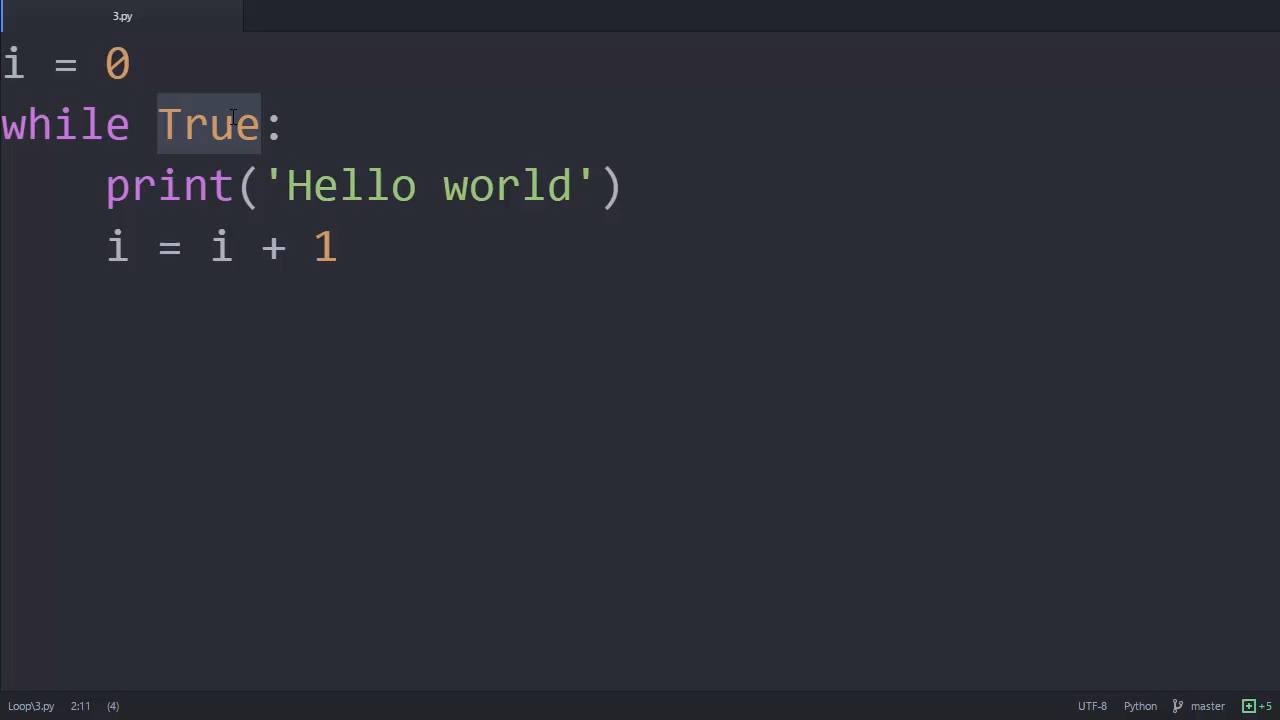 3.py
i = 0
while True:
    print('Hello world')
    i = i + 1
Loop\3.py 2:11 (4) UTF-8 Python master +5